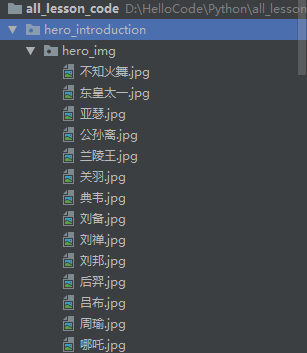 all_lesson_code D:\HelloCode\Python\all_lesson
hero_introduction
hero_img
不知火舞.jpg
东皇太一.jpg
亚瑟.jpg
公孙离.jpg
兰陵王.jpg
关羽.jpg
典韦.jpg
刘备.jpg
刘禅.jpg
刘邦.jpg
后羿.jpg
吕布.jpg
周瑜.jpg
哪吒.jpg